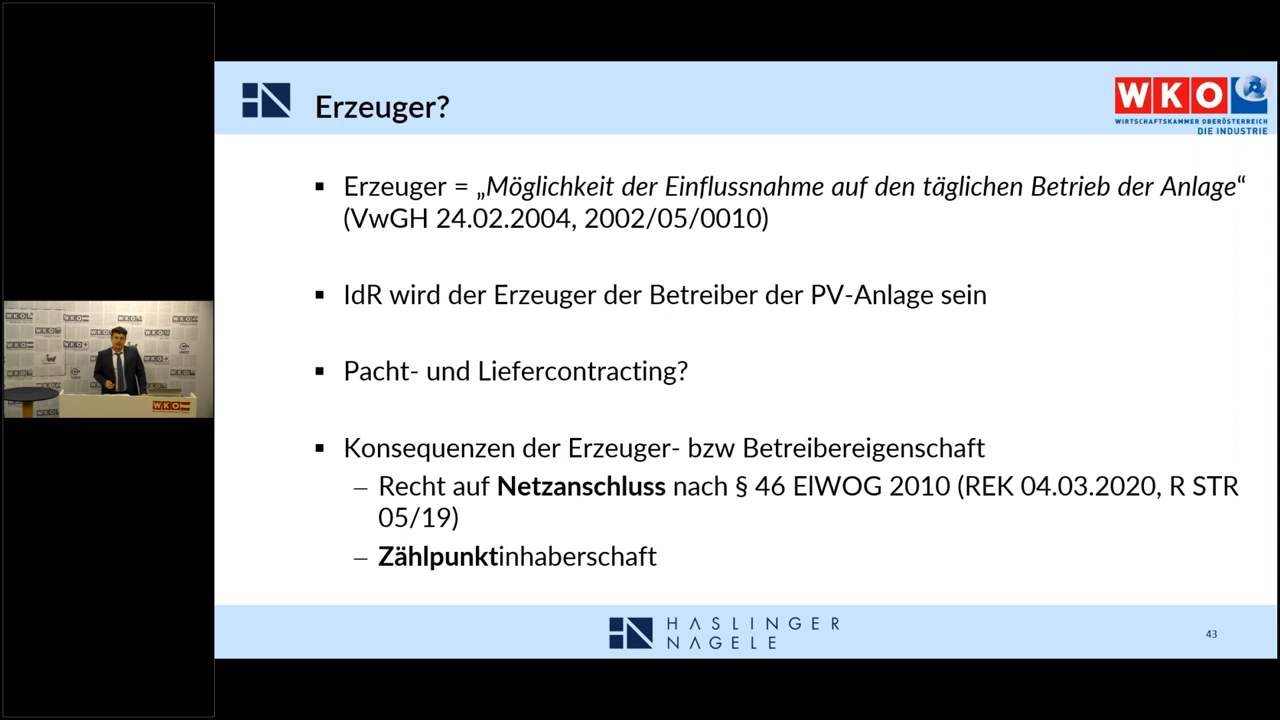 Erzeuger?
WKO
WIRTSCHAFTSKAMMER OBERÖSTERREICH
DIE INDUSTRIE
▪ Erzeuger = „Möglichkeit der Einflussnahme auf den täglichen Betrieb der Anlage“
(VwGH 24.02.2004, 2002/05/0010)
▪ IdR wird der Erzeuger der Betreiber der PV-Anlage sein
▪ Pacht- und Liefercontracting?
▪ Konsequenzen der Erzeuger- bzw Betreibereigenschaft
– Recht auf Netzanschluss nach § 46 ElWOG 2010 (REK 04.03.2020, R STR
05/19)
– Zählpunktinhaberschaft
WKO
HASLINGER
NAGELE
43